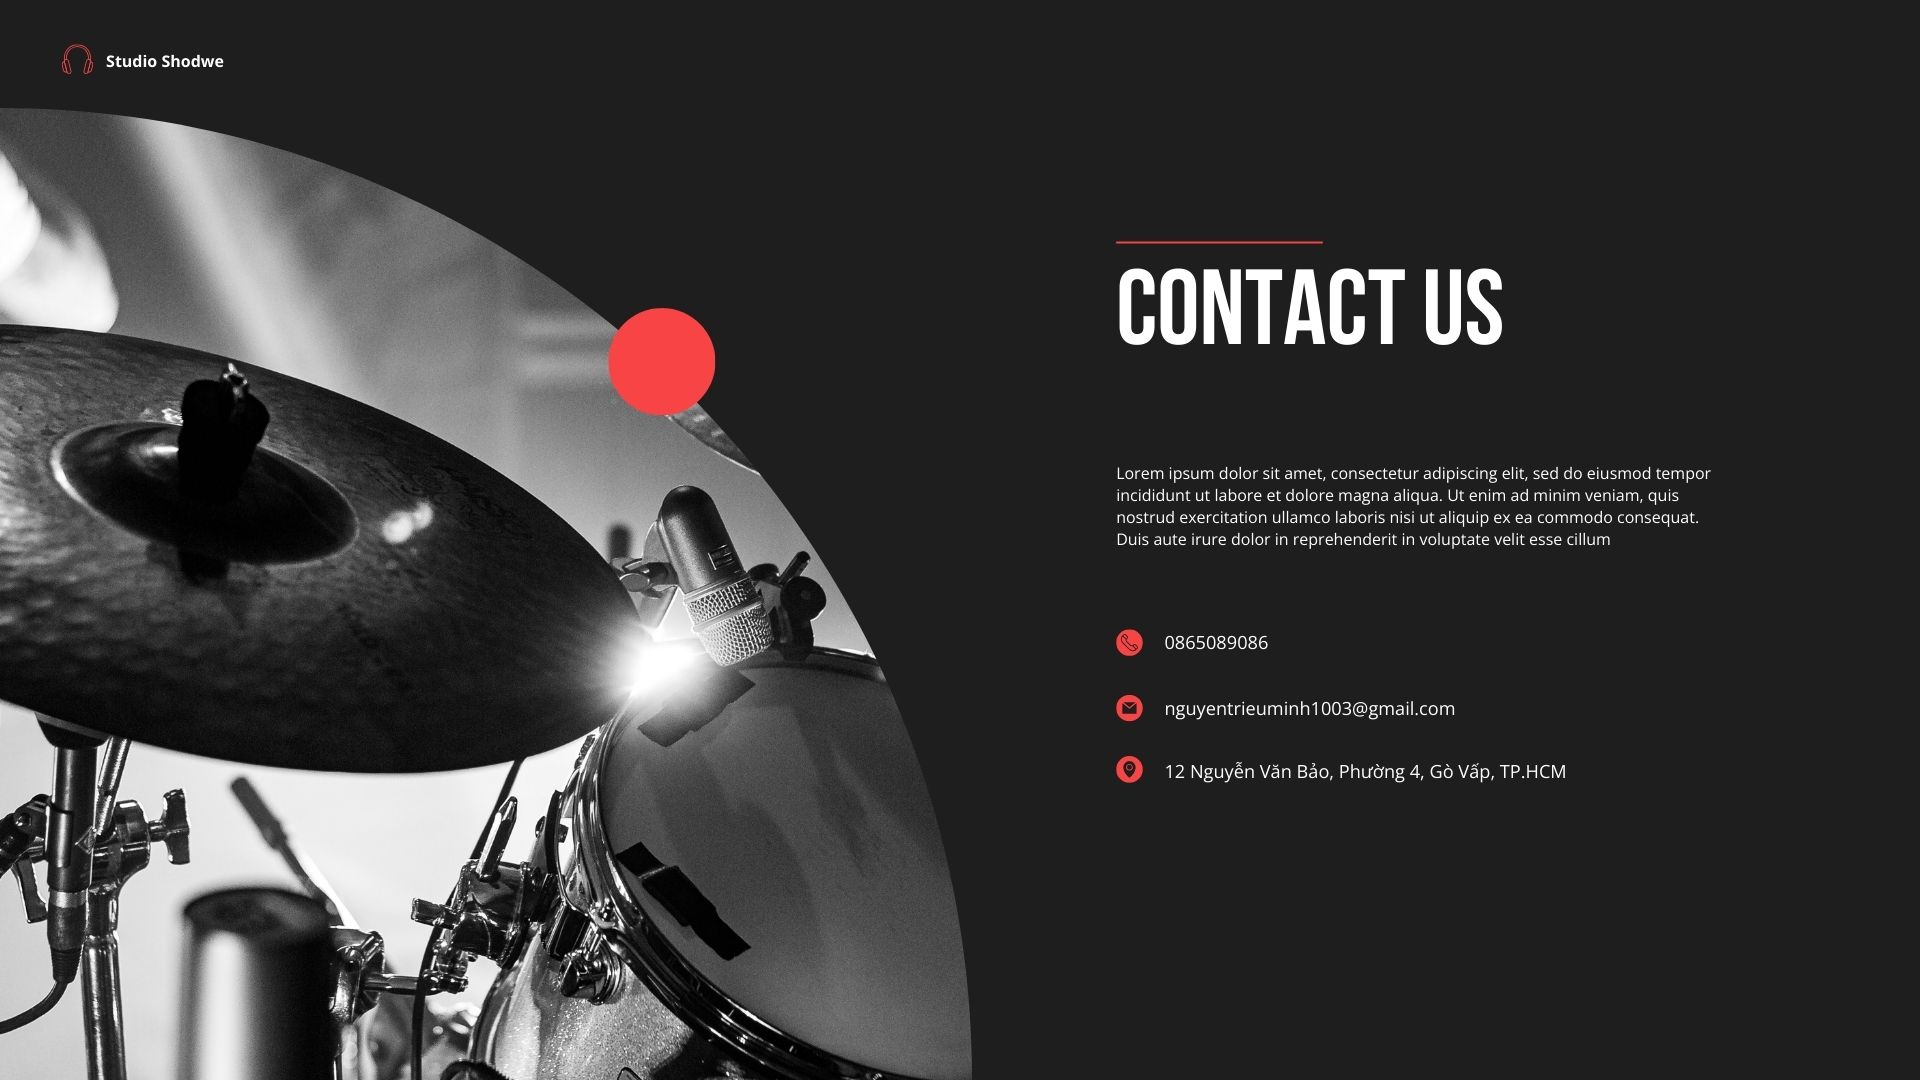 Studio Shodwe
CONTACT US
Lorem ipsum dolor sit amet, consectetur adipiscing elit, sed do eiusmod tempor
incididunt ut labore et dolore magna aliqua. Ut enim ad minim veniam, quis
nostrud exercitation ullamco laboris nisi ut aliquip ex ea commodo consequat.
Duis aute irure dolor in reprehenderit in voluptate velit esse cillum
0865089086
nguyentrieuminh1003@gmail.com
12 Nguyễn Văn Bảo, Phường 4, Gò Vấp, TP.HCM